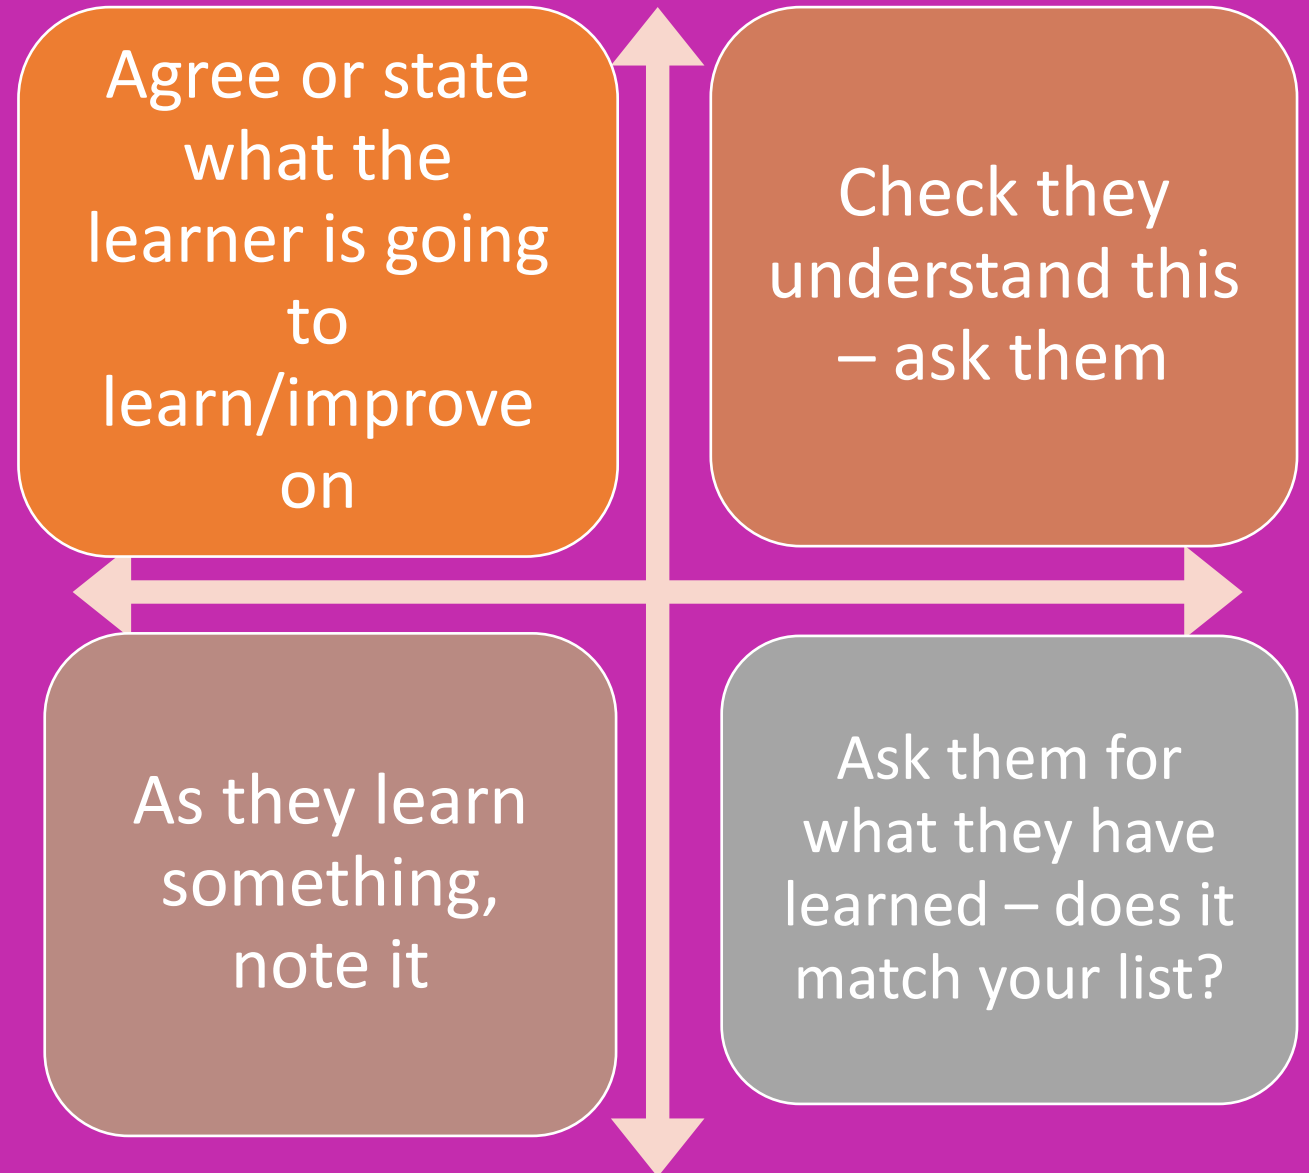 Agree or state
what the
learner is going
to
learn/improve
on
Check they
understand this
– ask them
As they learn
something,
note it
Ask them for
what they have
learned – does it
match your list?